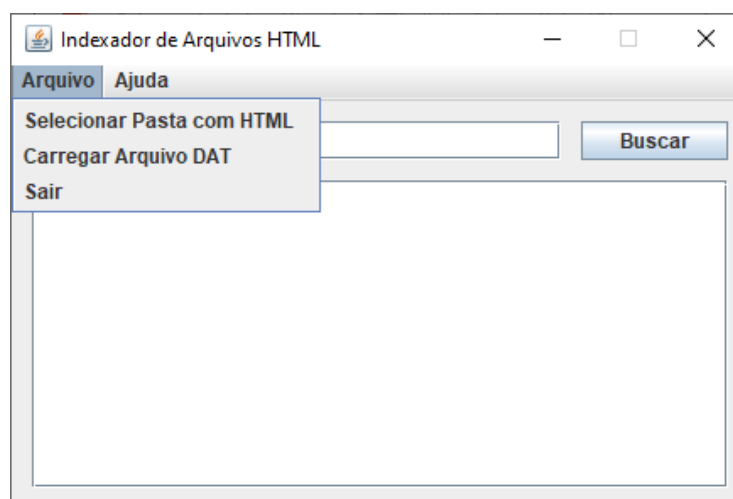 Indexador de Arquivos HTML
Arquivo Ajuda
Selecionar Pasta com HTML
Buscar
Carregar Arquivo DAT
Sair